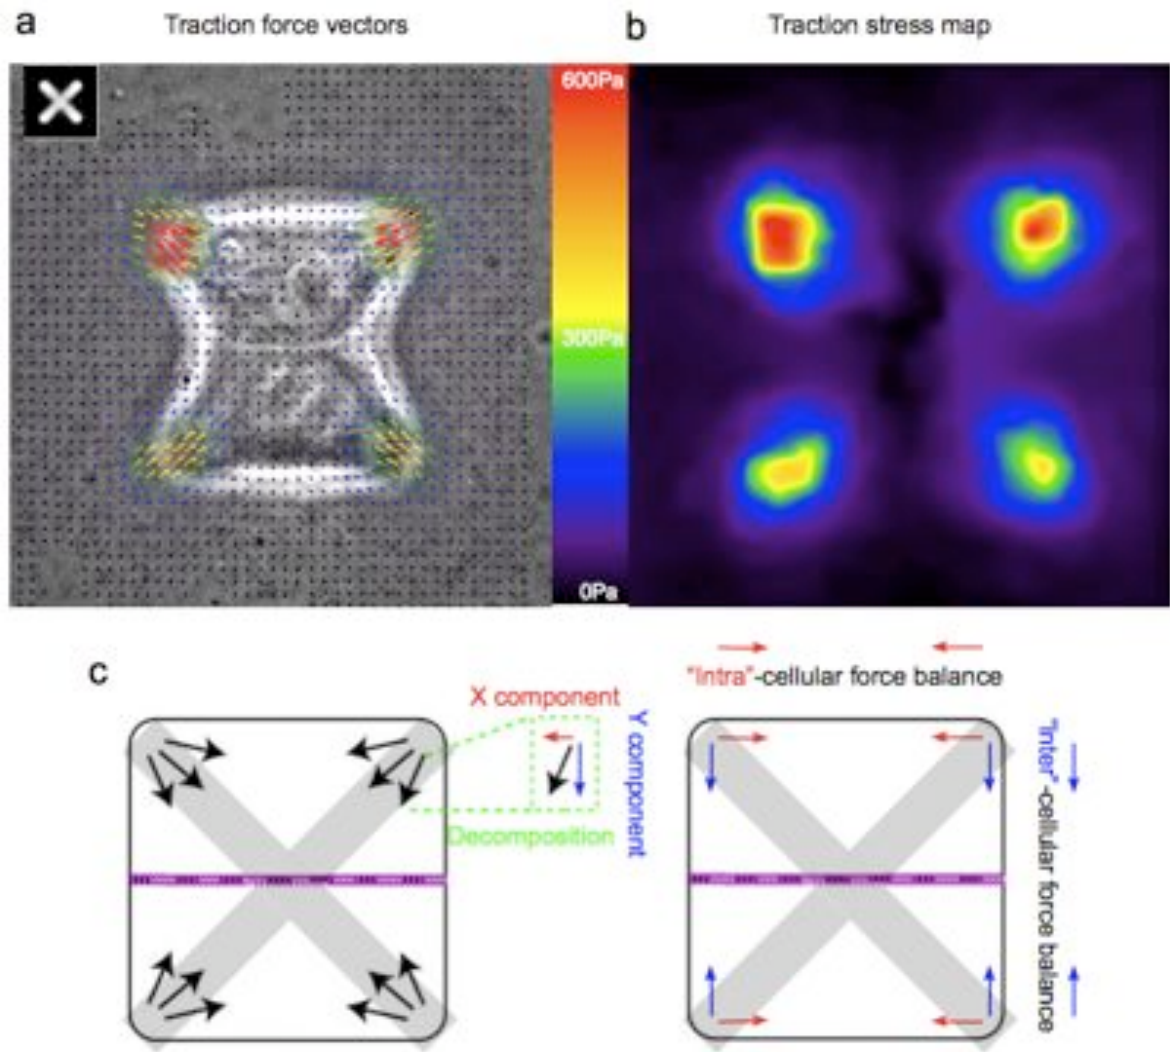 a
Traction force vectors
b
Traction stress map
600Pa
300Pa
0Pa
c
X component
Y component
Decomposition
"Intra"-cellular force balance
"Inter"-cellular force balance